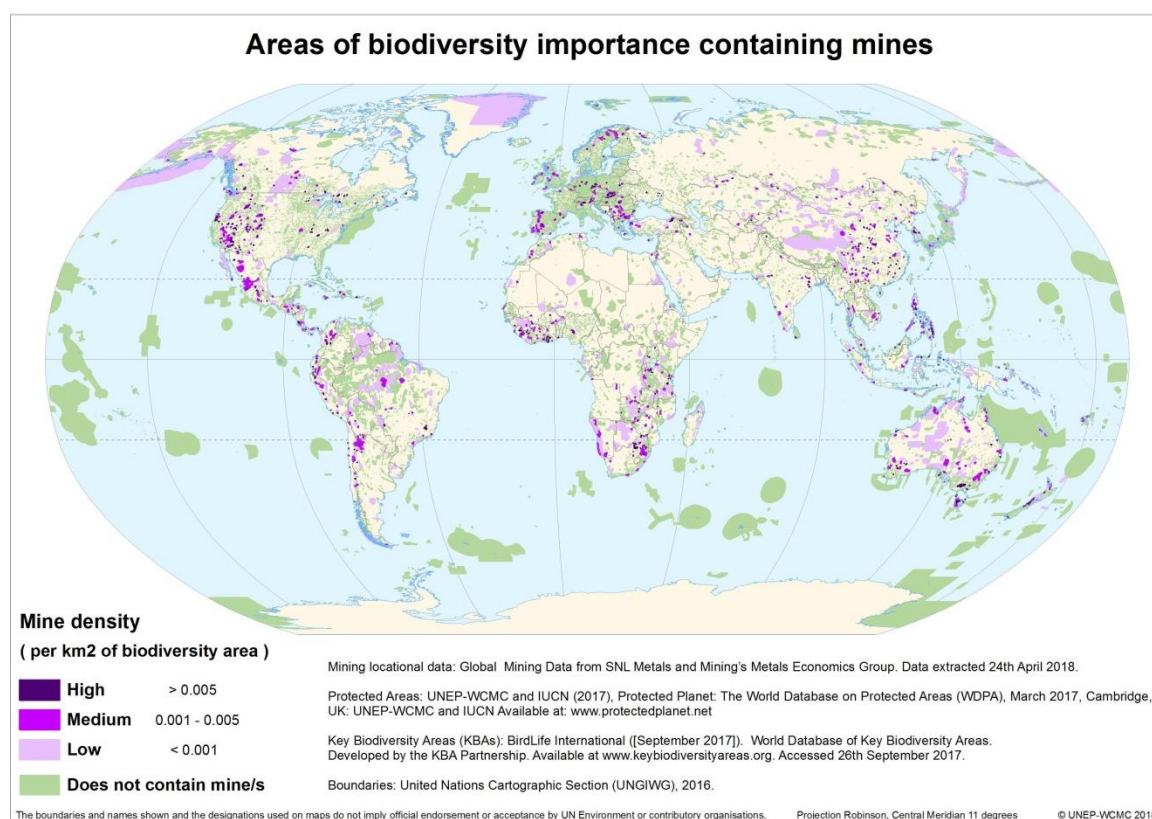 Areas of biodiversity importance containing mines
Mine density
( per km2 of biodiversity area )
High > 0.005
Medium 0.001 - 0.005
Low < 0.001
Does not contain mine/s
Mining locational data: Global Mining Data from SNL Metals and Mining's Metals Economics Group. Data extracted 24th April 2018.
Protected Areas: UNEP-WCMC and IUCN (2017), Protected Planet: The World Database on Protected Areas (WDPA), March 2017, Cambridge,
UK: UNEP-WCMC and IUCN Available at: www.protectedplanet.net
Key Biodiversity Areas (KBAs): BirdLife International ([September 2017]). World Database of Key Biodiversity Areas.
Developed by the KBA Partnership. Available at www.keybiodiversityareas.org. Accessed 26th September 2017.
Boundaries: United Nations Cartographic Section (UNGIWG), 2016.
The boundaries and names shown and the designations used on maps do not imply official endorsement or acceptance by UN Environment or contributory organisations. Projection Robinson, Central Meridian 11 degrees © UNEP-WCMC 2018